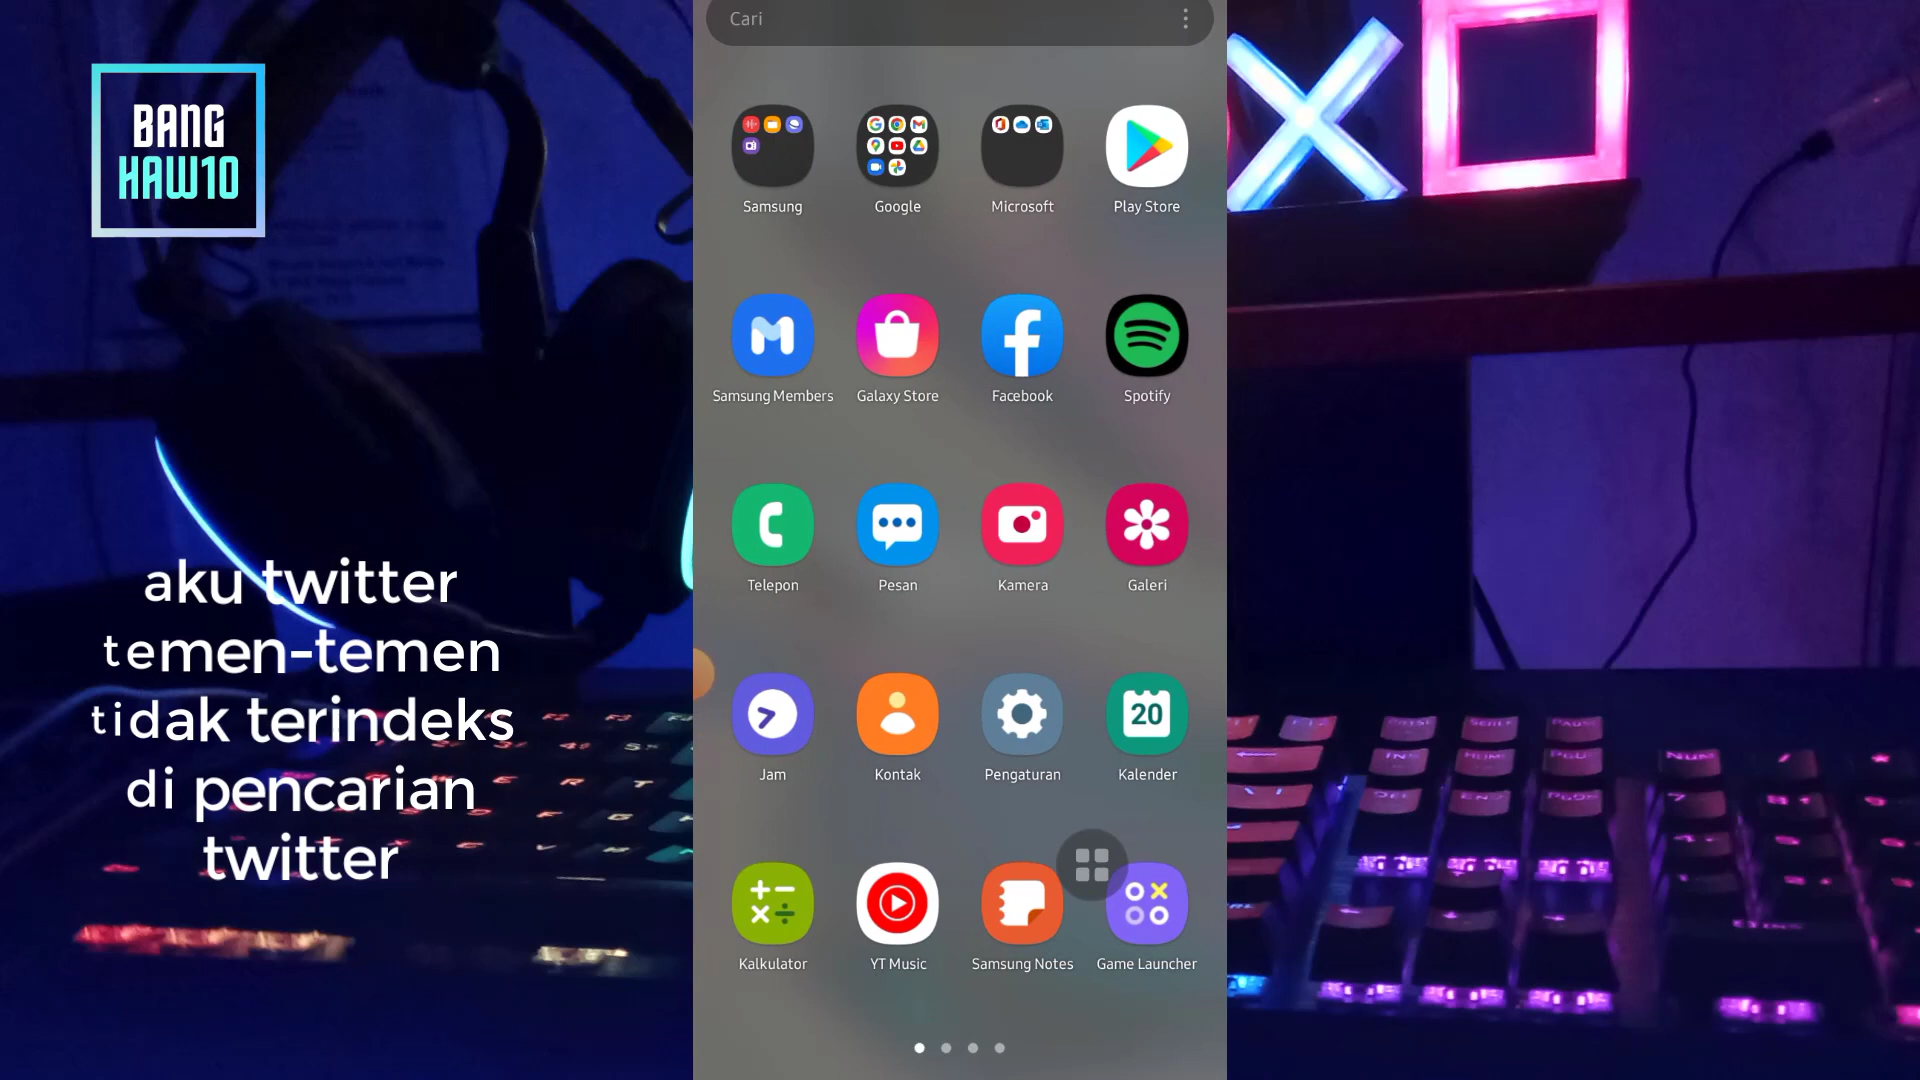 BANG
HAW10
aku twitter
temen-temen
tidak terindeks
di pencarian
twitter
Cari
Samsung
Google
Microsoft
Play Store
Samsung Members
Galaxy Store
Facebook
Spotify
Telepon
Pesan
Kamera
Galeri
20
Jam
Kontak
Pengaturan
Kalender
Kalkulator
YT Music
Samsung Notes
Game Launcher